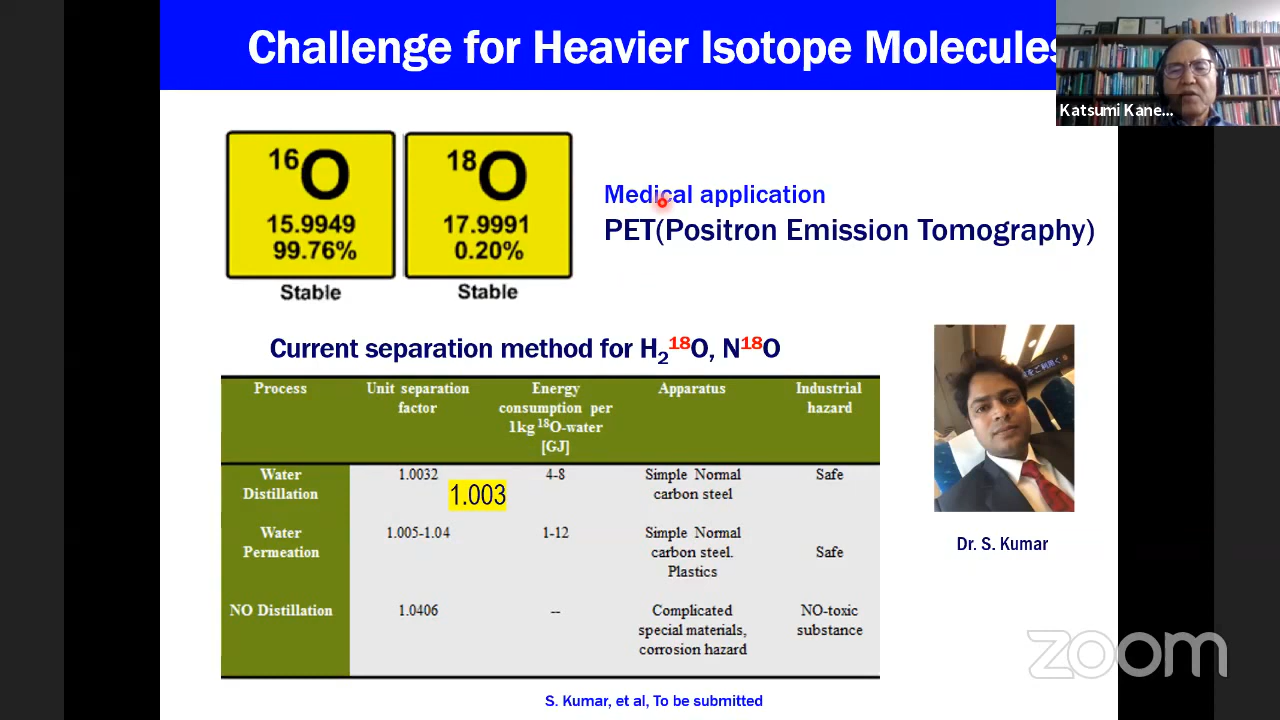 Challenge for Heavier Isotope Molecules
Katsumi Kane...
16O 18O
15.9949 17.9991
99.76% 0.20%
Stable Stable
Medical application
PET(Positron Emission Tomography)
Current separation method for H218O, N18O
Process Unit separation factor Energy consumption per 1kg 18O-water [GJ] Apparatus Industrial hazard
Water Distillation 1.0032 1.003 4-8 Simple Normal carbon steel Safe
Water Permeation 1.005-1.04 1-12 Simple Normal carbon steel. Plastics Safe
NO Distillation 1.0406 -- Complicated special materials, corrosion hazard NO-toxic substance
Dr. S. Kumar
S. Kumar, et al, To be submitted
zoom